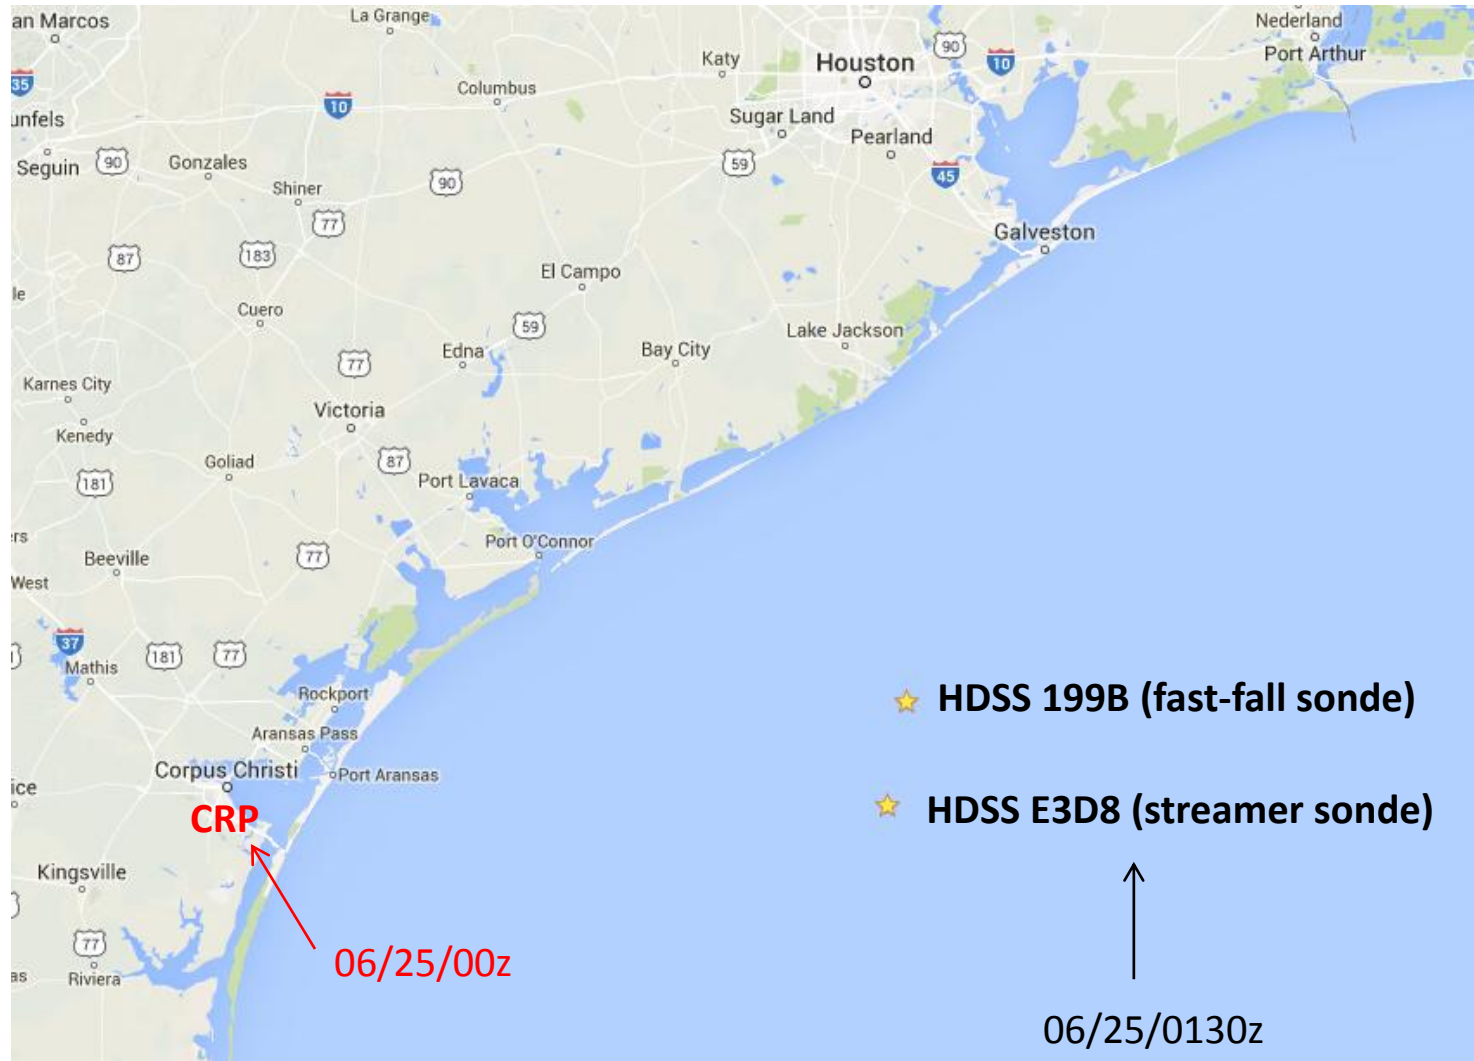 an Marcos
La Grange
Nederland
Port Arthur
90
Katy
Houston
10
35
Columbus
10
unfels
Sugar Land
Pearland
Seguin
90
Gonzales
59
45
90
Shiner
77
Galveston
87
183
El Campo
le
Cuero
59
Lake Jackson
Edna
Bay City
77
Karnes City
Victoria
Kenedy
Goliad
87
181
Port Lavaca
ers
Port O'Connor
Beeville
77
West
37
181
77
Mathis
Rockport
HDSS 199B (fast-fall sonde)
Aransas Pass
Corpus Christi
Port Aransas
ice
CRP
HDSS E3D8 (streamer sonde)
Kingsville
77
06/25/00z
as
Riviera
06/25/0130z